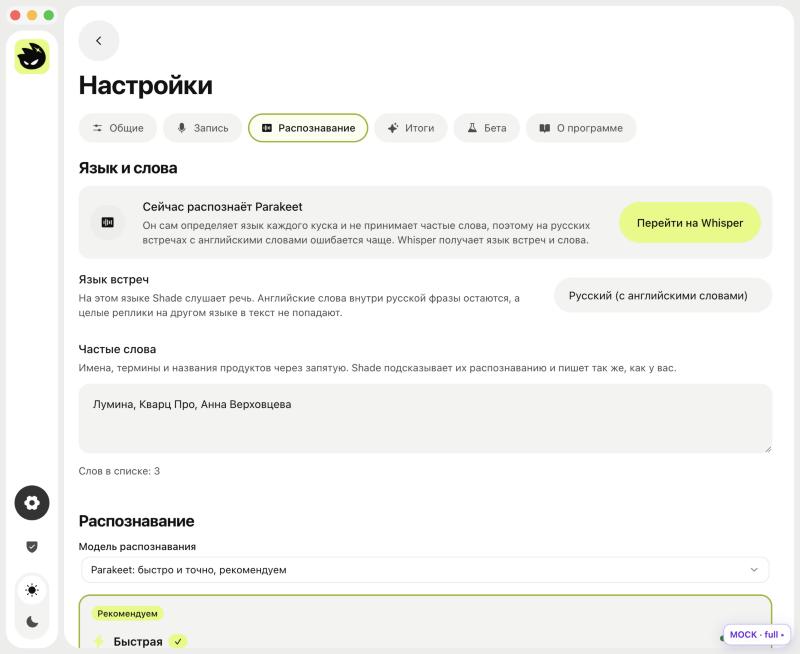 Настройки
Общие
Запись
Распознавание
Итоги
Бета
О программе
Язык и слова
Сейчас распознаёт Parakeet
Он сам определяет язык каждого куска и не принимает частые слова, поэтому на русских
встречах с английскими словами ошибается чаще. Whisper получает язык встреч и слова.
Перейти на Whisper
Язык встреч
На этом языке Shade слушает речь. Английские слова внутри русской фразы остаются, а
целые реплики на другом языке в текст не попадают.
Русский (с английскими словами)
Частые слова
Имена, термины и названия продуктов через запятую. Shade подсказывает их распознаванию и пишет так же, как у вас.
Лумина, Кварц Про, Анна Верховцева
Слов в списке: 3
Распознавание
Модель распознавания
Parakeet: быстро и точно, рекомендуем
Рекомендуем
Быстрая
МОСК · full